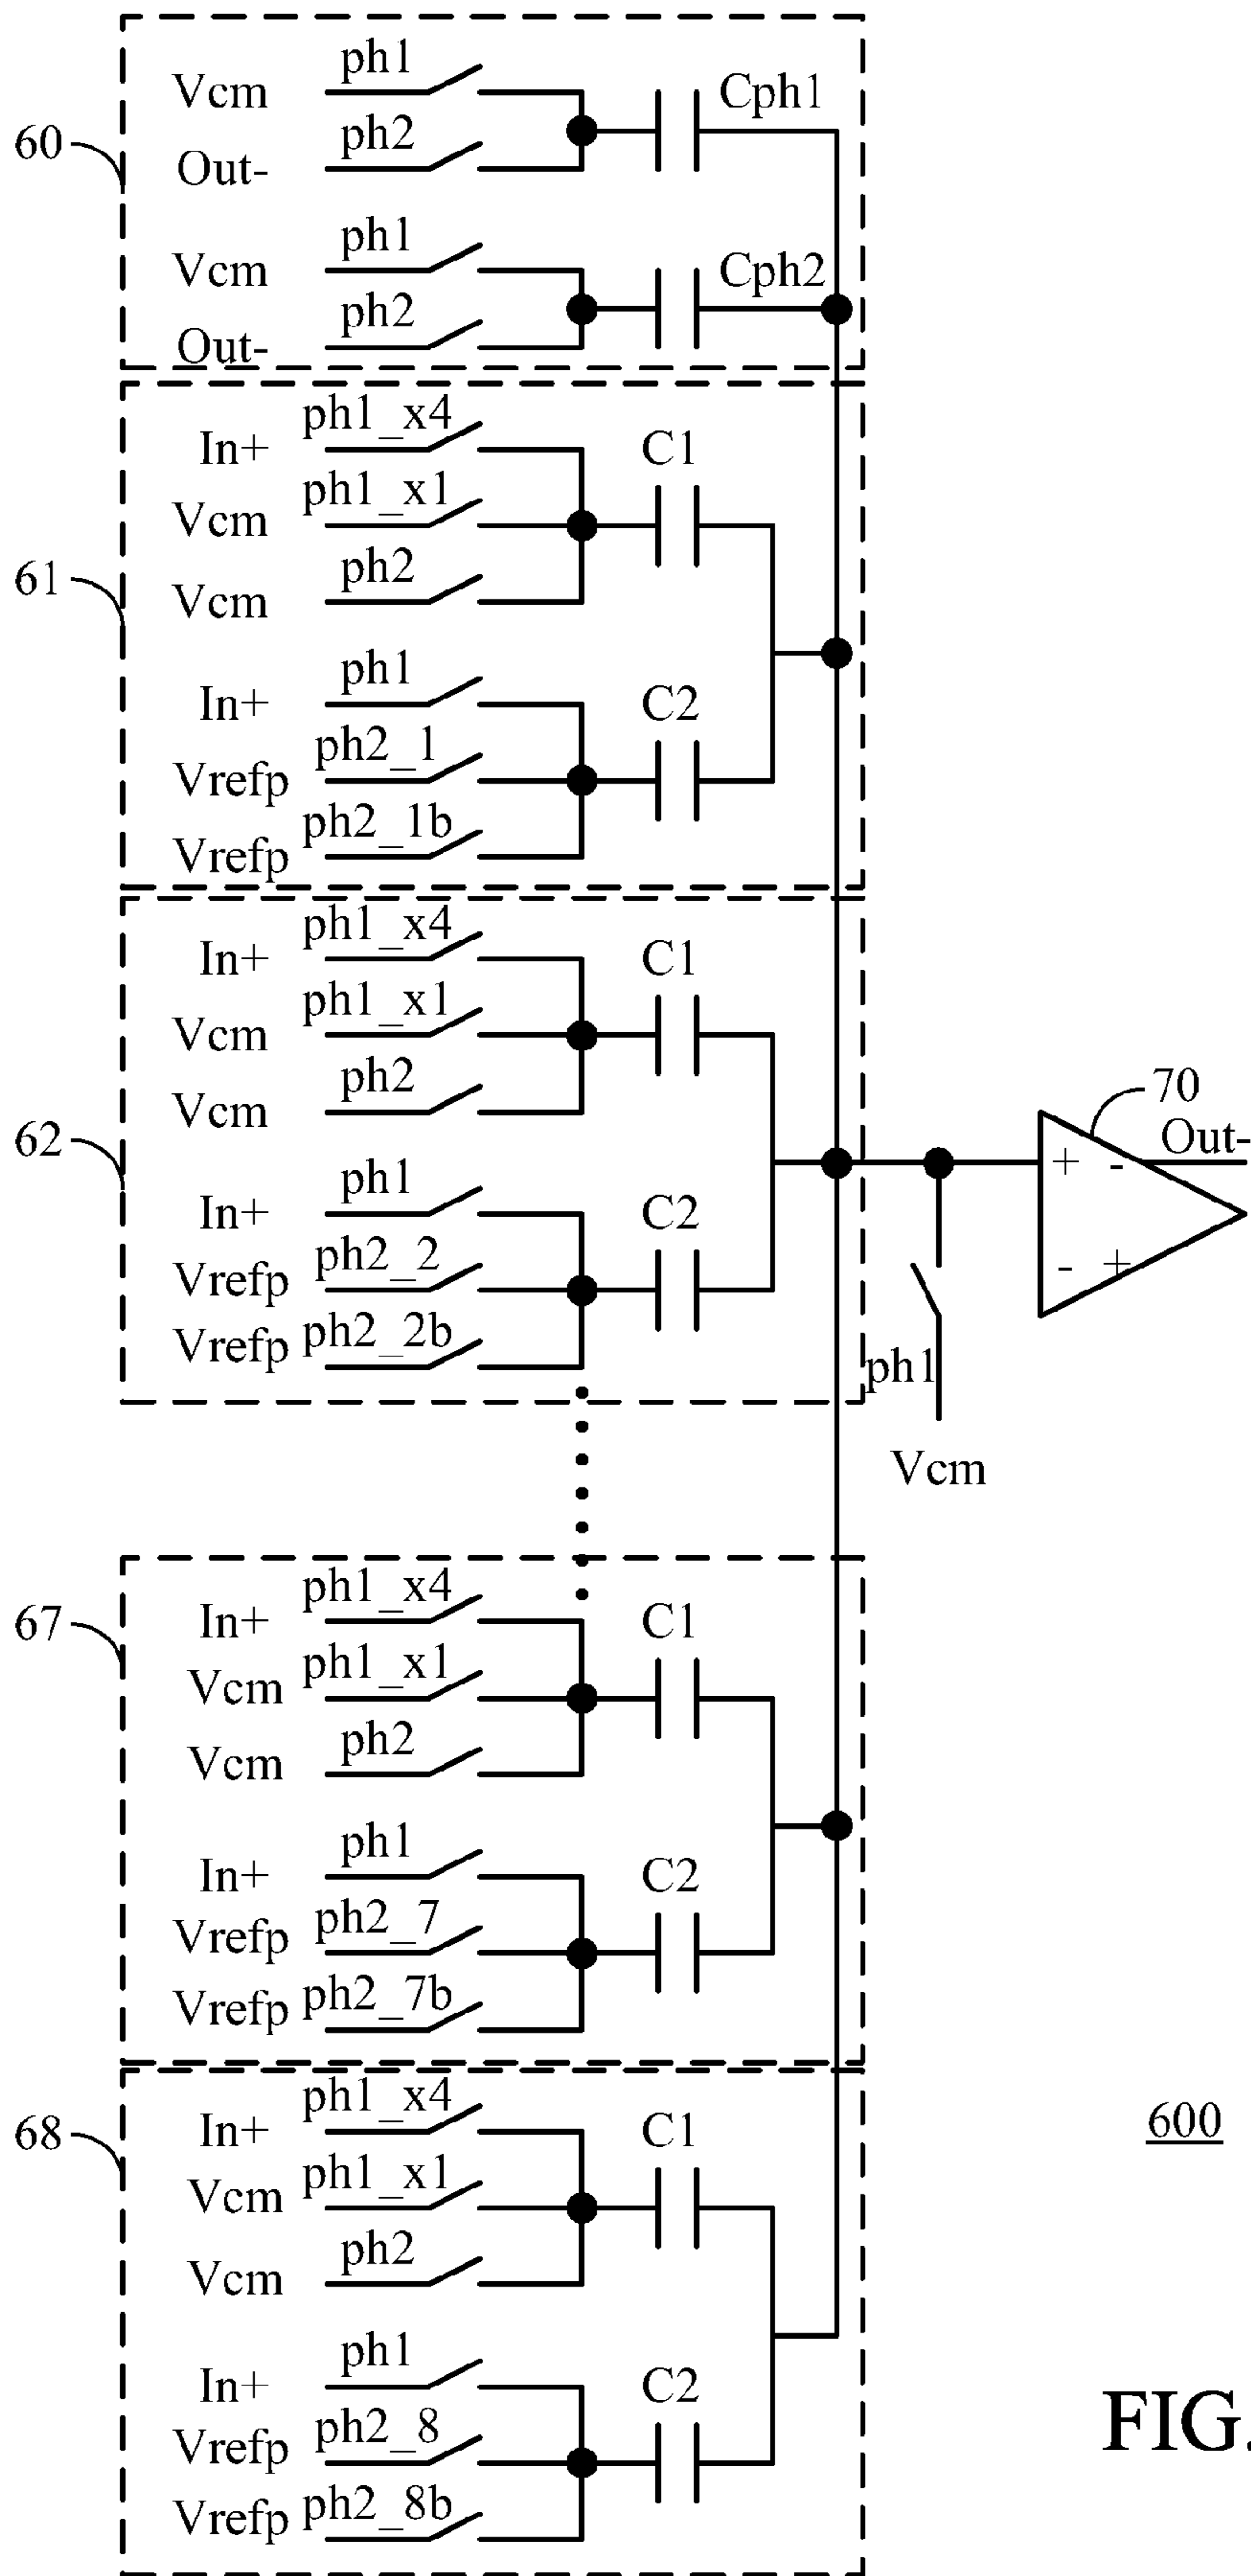 ph1
Vcm
Cph1
ph2
60
Out-
ph1
Vcm
Cph2
ph2
Out-
ph1_x4
In+
C1
ph1_x1
Vcm
ph2
61
Vcm
ph1
In+
C2
ph2_1
Vrefp
ph2_1b
Vrefp
ph1_x4
In+
C1
ph1_x1
Vcm
ph2
Vcm
62
ph1
In+
C2
ph2_2
Vrefp
ph2_2b
Vrefp
70
Out-
+ -
- +
ph1
Vcm
ph1_x4
67
In+
C1
ph1_x1
Vcm
ph2
Vcm
ph1
In+
C2
ph2_7
Vrefp
ph2_7b
Vrefp
ph1_x4
68
In+
C1
ph1_x1
Vcm
ph2
Vcm
ph1
In+
C2
ph2_8
Vrefp
ph2_8b
Vrefp
600
FIG.